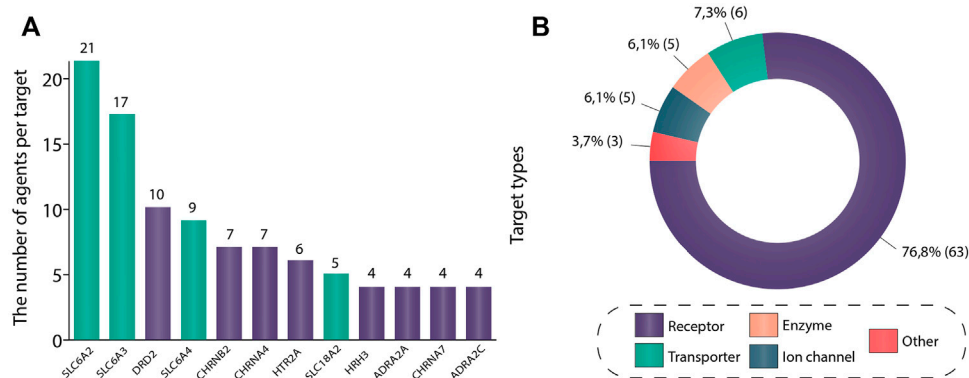 A
The number of agents per target
20
15
10
5
0
21
17
10
9
7
7
6
5
4
4
4
4
SLC6A2
SLC6A3
DRD2
SLC6A4
CHRNB2
CHRNA4
HTR2A
SLC18A2
HRH3
ADRA2A
CHRNA7
ADRA2C
B
Target types
7,3% (6)
6,1% (5)
6,1% (5)
3,7% (3)
76,8% (63)
Receptor
Enzyme
Other
Transporter
Ion channel